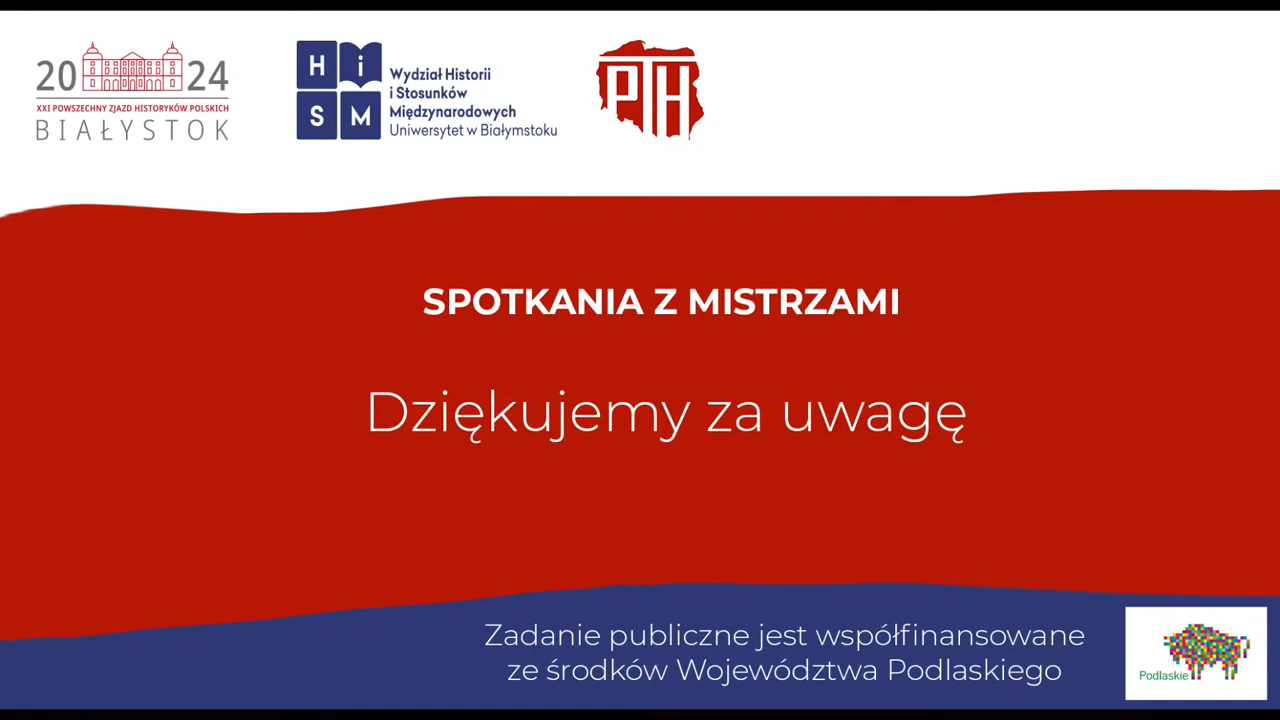 20 24
XXI POWSZECHNY ZJAZD HISTORYKÓW POLSKICH
BIAŁYSTOK
H i
S M
Wydział Historii
i Stosunków
Międzynarodowych
Uniwersytet w Białymstoku
PTH
SPOTKANIA Z MISTRZAMI
Dziękujemy za uwagę
Zadanie publiczne jest współfinansowane
ze środków Województwa Podlaskiego
Podlaskie